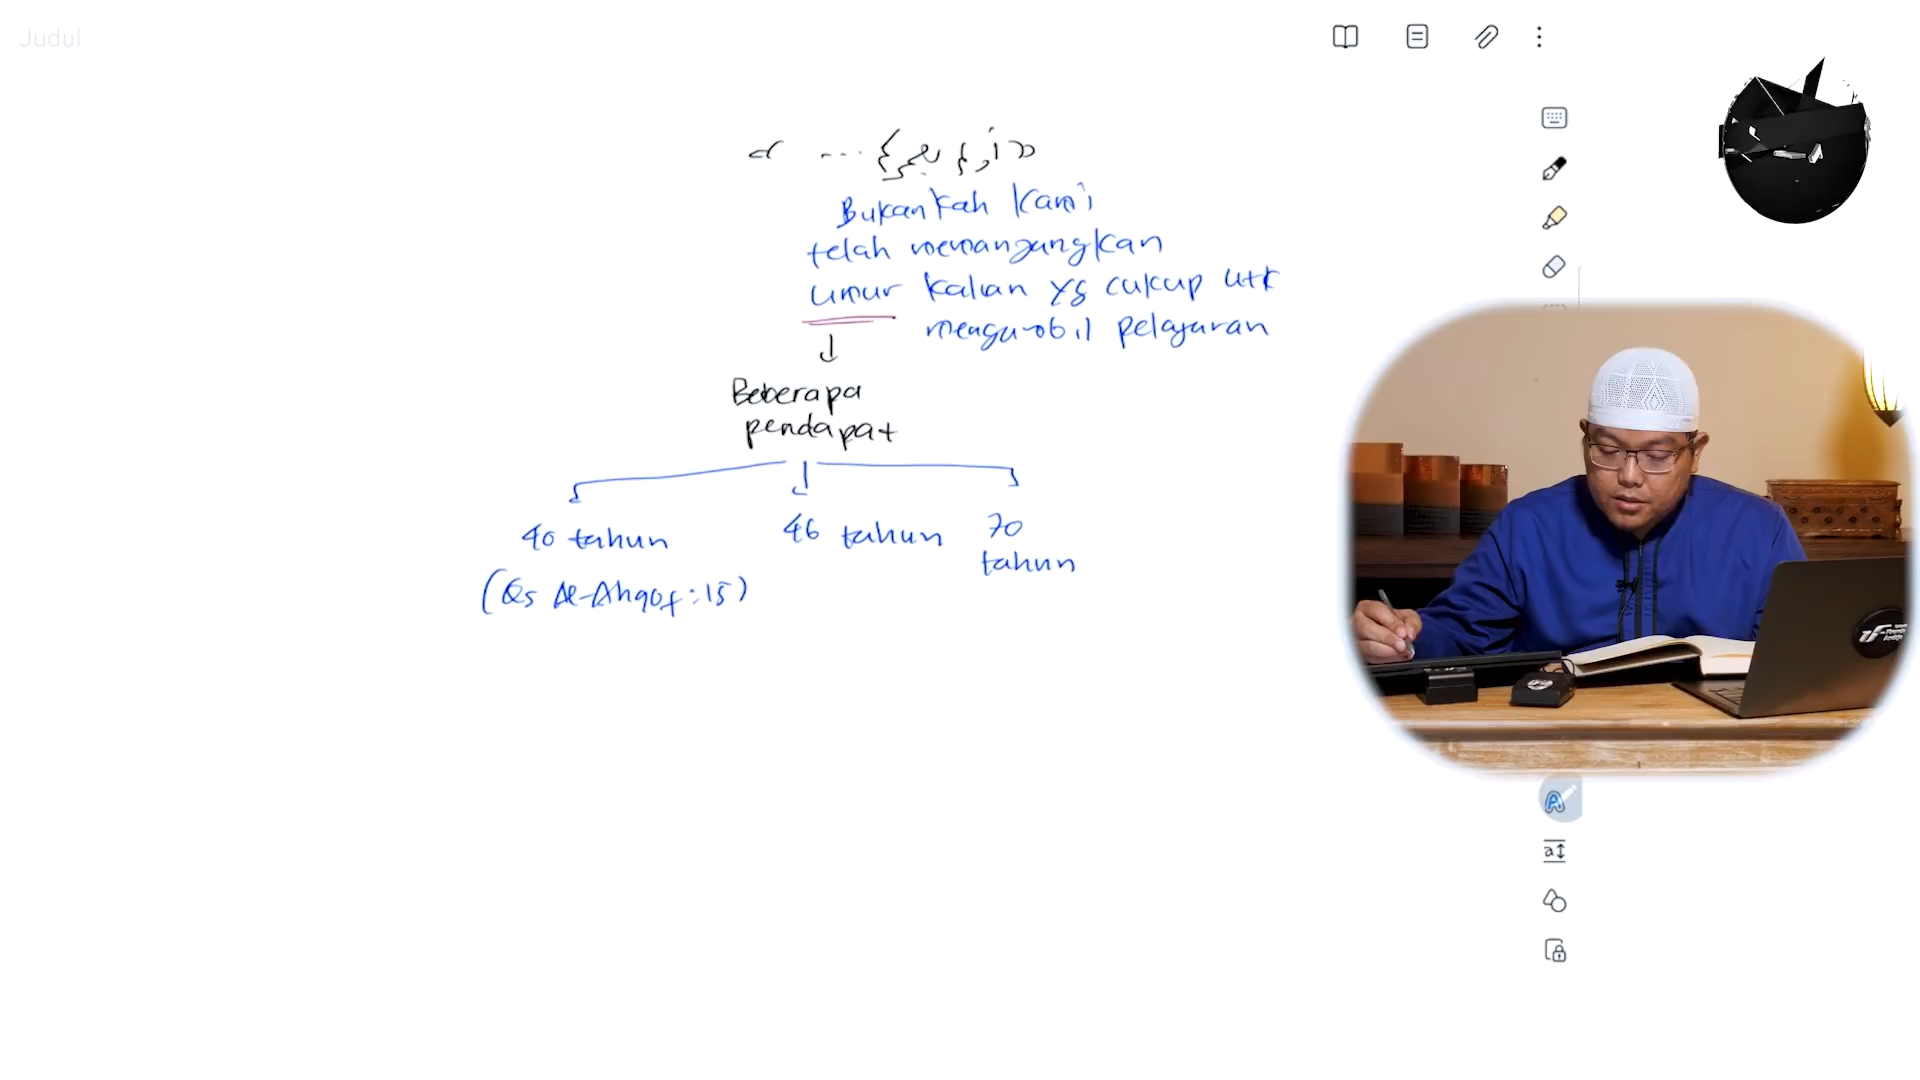 Judul
Bukankah Kami
telah memanjangkan
umur kalian yg cukup utk
mengambil pelajaran
Beberapa
pendapat
40 tahun
46 tahun
70
tahun
(Qs Al-Ahqof:15)